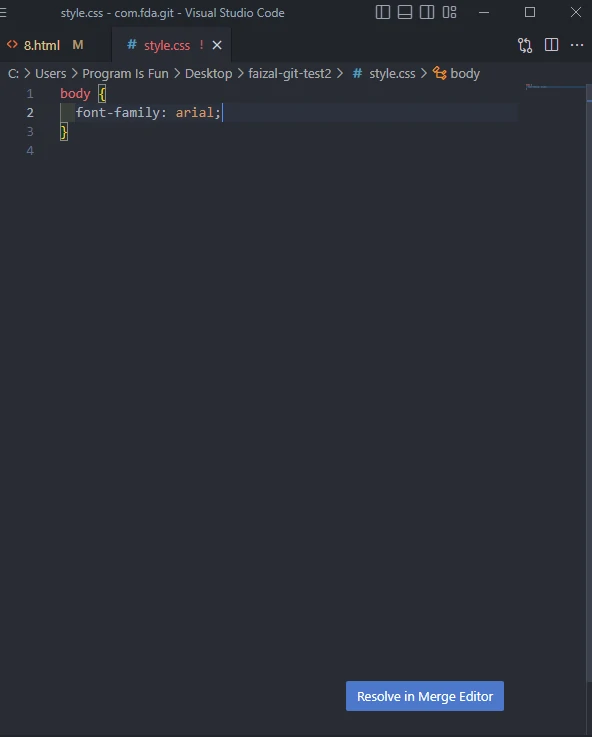 style.css - com.fda.git - Visual Studio Code
<> 8.html M # style.css ! ×
C: > Users > Program Is Fun > Desktop > faizal-git-test2 > # style.css > body
1 body {
2 font-family: arial;
3 }
4
Resolve in Merge Editor